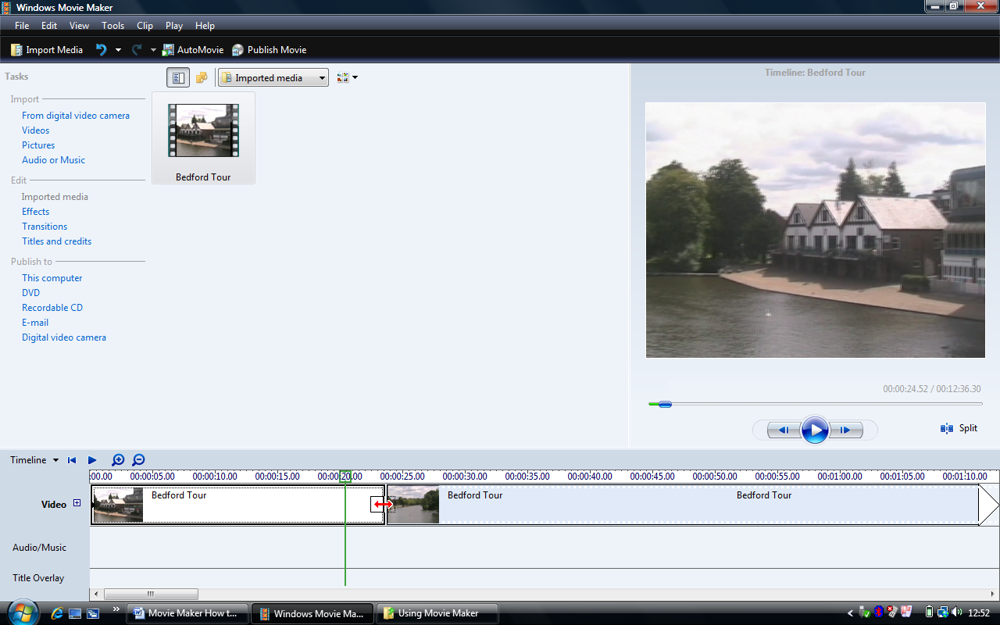 Windows Movie Maker
File Edit View Tools Clip Play Help
Import Media AutoMovie Publish Movie
Tasks
Imported media
Timeline: Bedford Tour
Import
From digital video camera
Videos
Pictures
Audio or Music
Edit
Imported media
Effects
Transitions
Titles and credits
Publish to
This computer
DVD
Recordable CD
E-mail
Digital video camera
Bedford Tour
00:00:24.52 / 00:12:36.30
Split
Timeline
:00.00 00:00:05.00 00:00:10.00 00:00:15.00 00:00:20.00 00:00:25.00 00:00:30.00 00:00:35.00 00:00:40.00 00:00:45.00 00:00:50.00 00:00:55.00 00:01:00.00 00:01:05.00 00:01:10.00
Video Bedford Tour Bedford Tour Bedford Tour
Audio/Music
Title Overlay
Movie Maker How t... Windows Movie Ma... Using Movie Maker 12:52